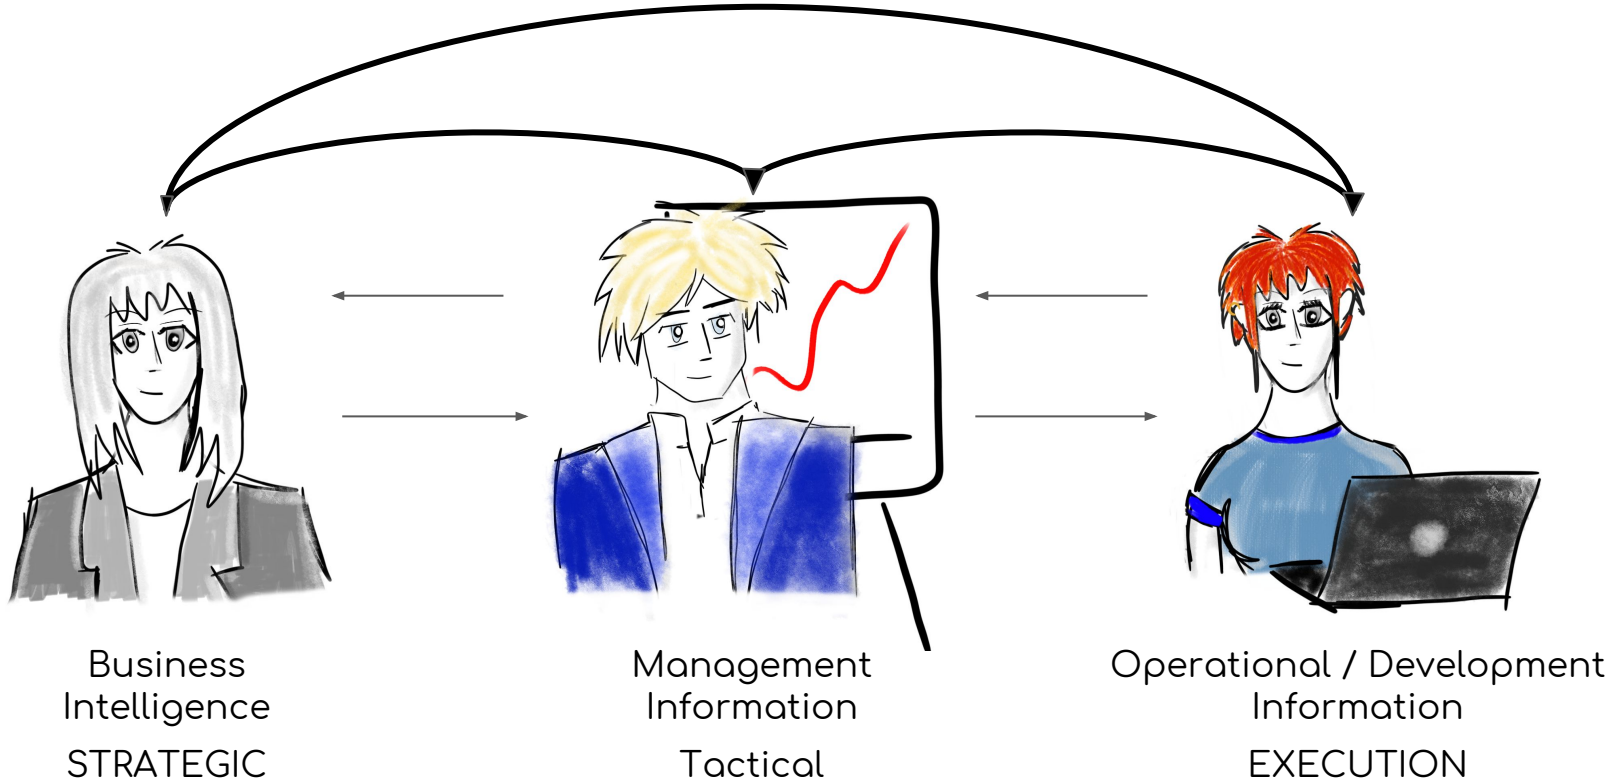 Business
Intelligence
STRATEGIC
Management
Information
Tactical
Operational / Development
Information
EXECUTION